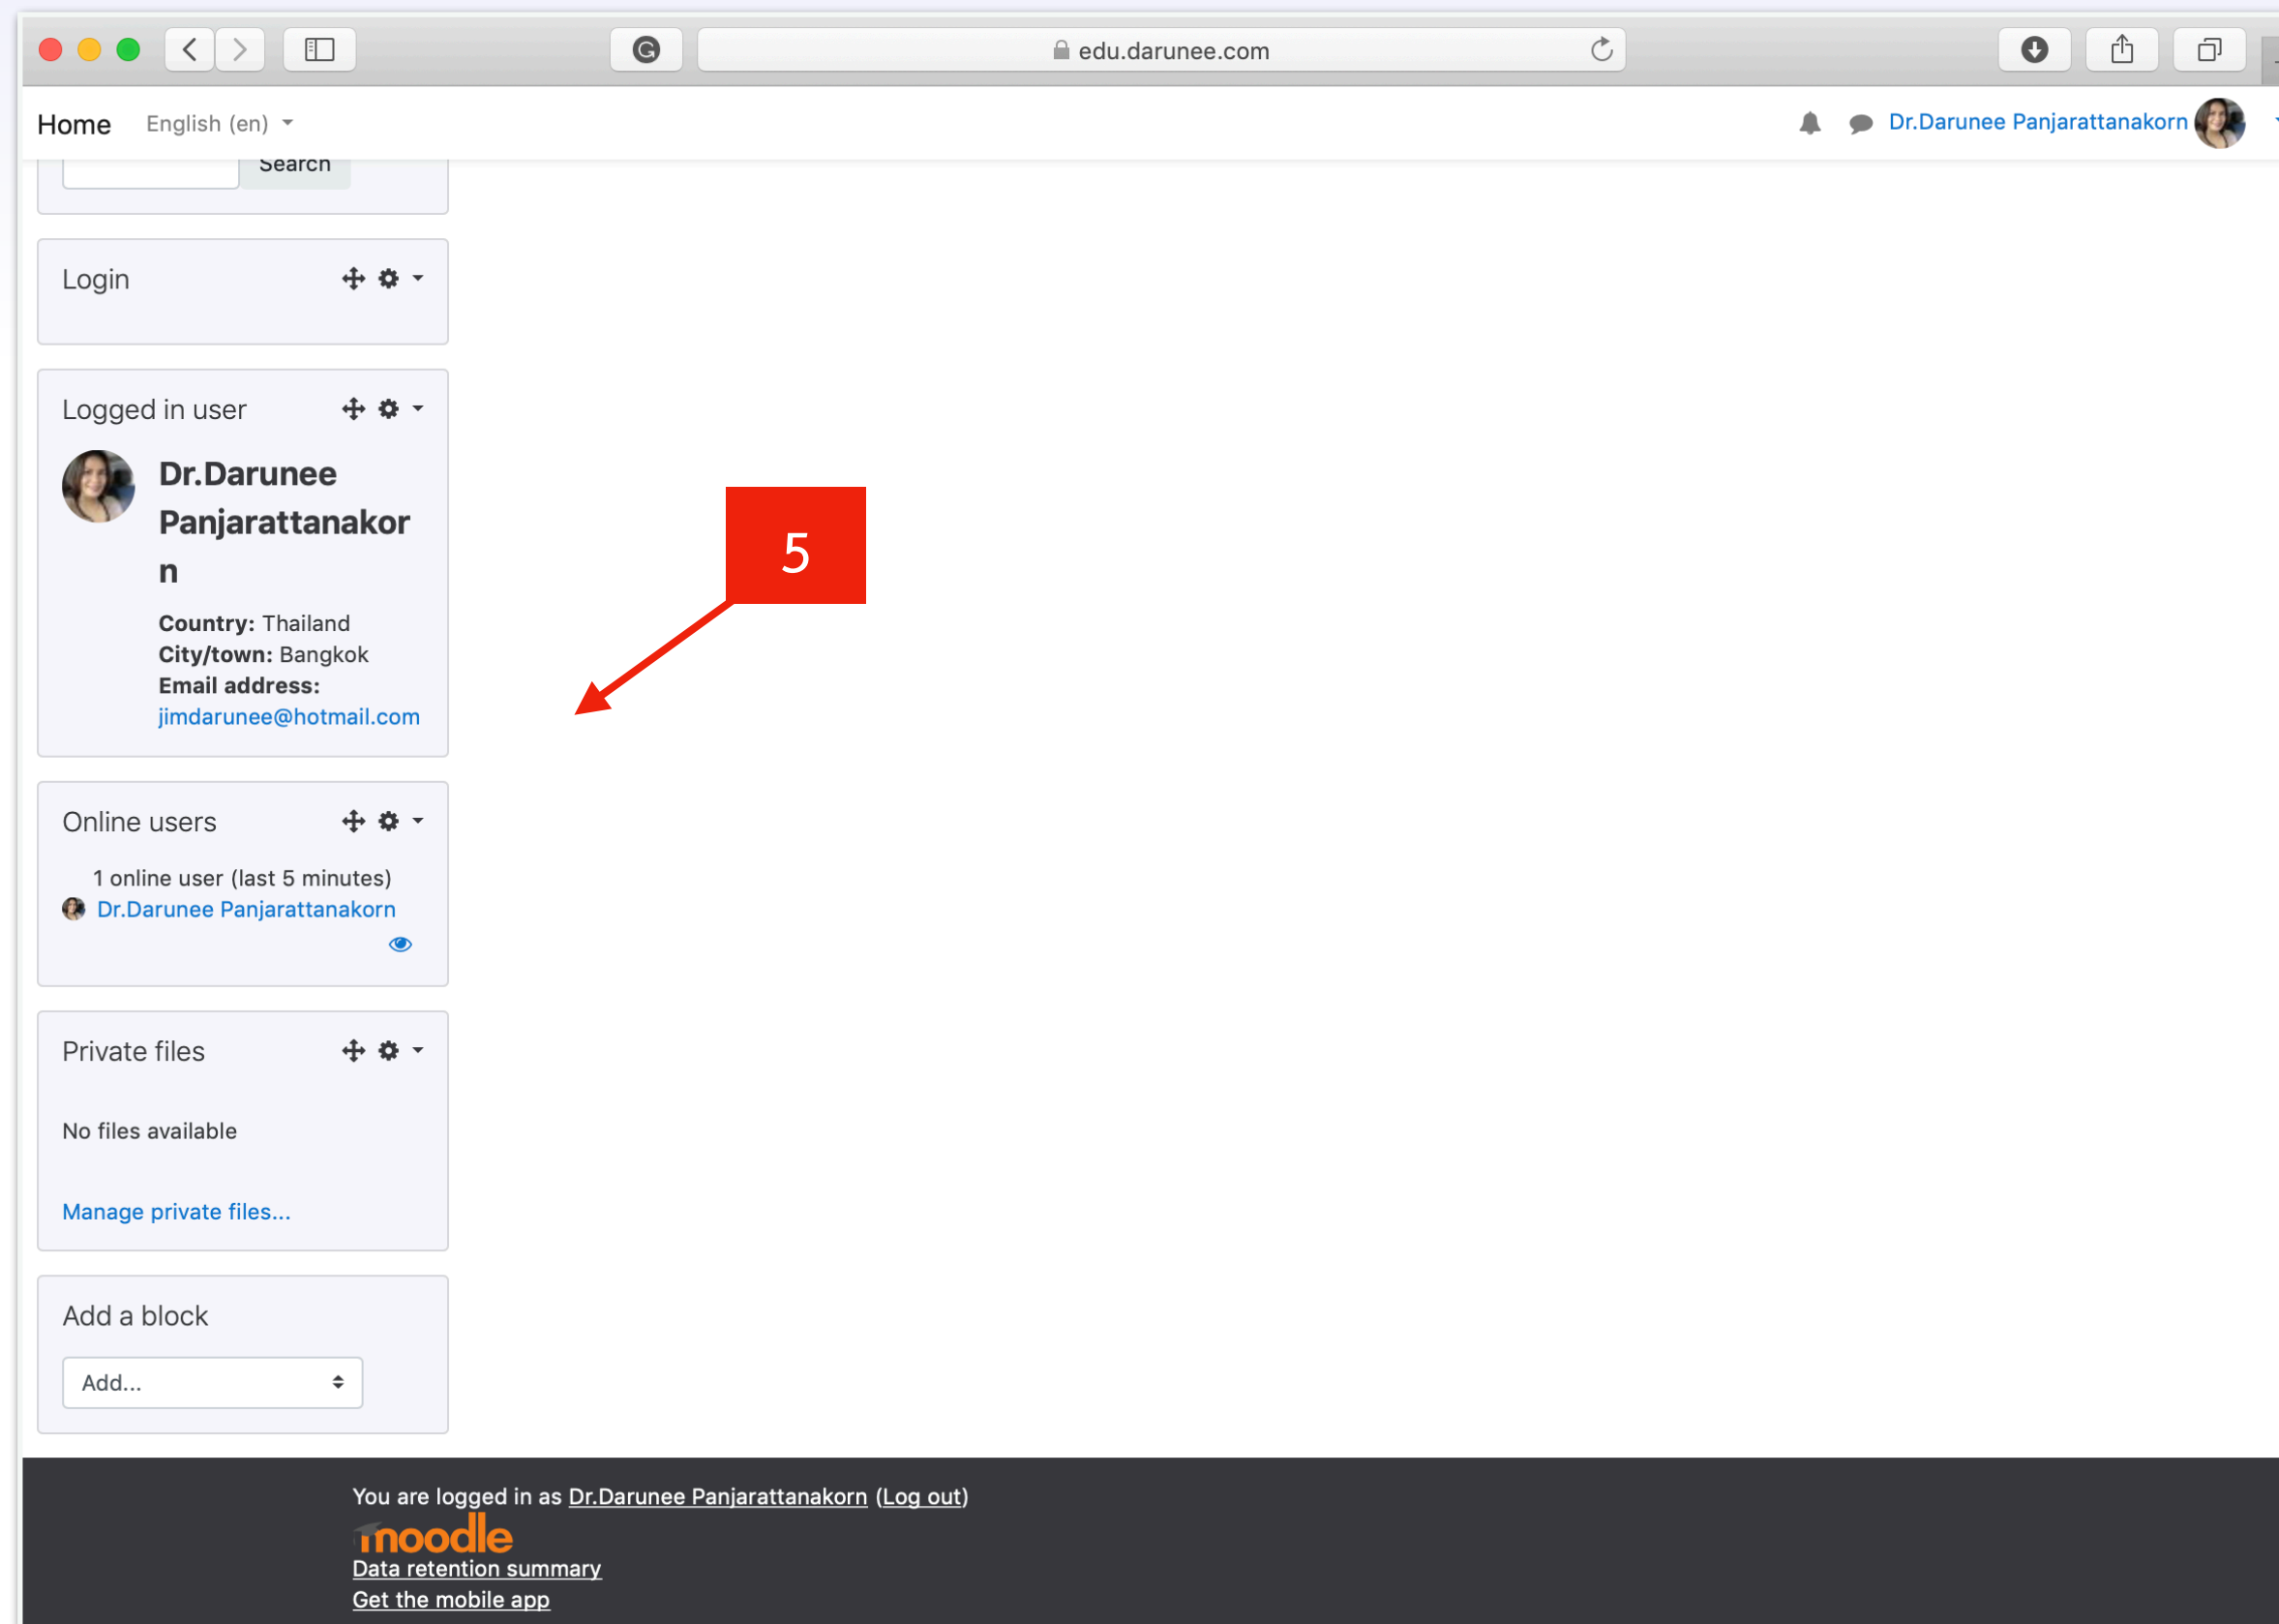 edu.darunee.com
Home English (en) Dr.Darunee Panjarattanakorn
Search
Login
Logged in user
Dr.Darunee
Panjarattanakor
n
Country: Thailand
City/town: Bangkok
Email address:
jimdarunee@hotmail.com
5
Online users
1 online user (last 5 minutes)
Dr.Darunee Panjarattanakorn
Private files
No files available
Manage private files...
Add a block
Add...
You are logged in as Dr.Darunee Panjarattanakorn (Log out)
moodle
Data retention summary
Get the mobile app